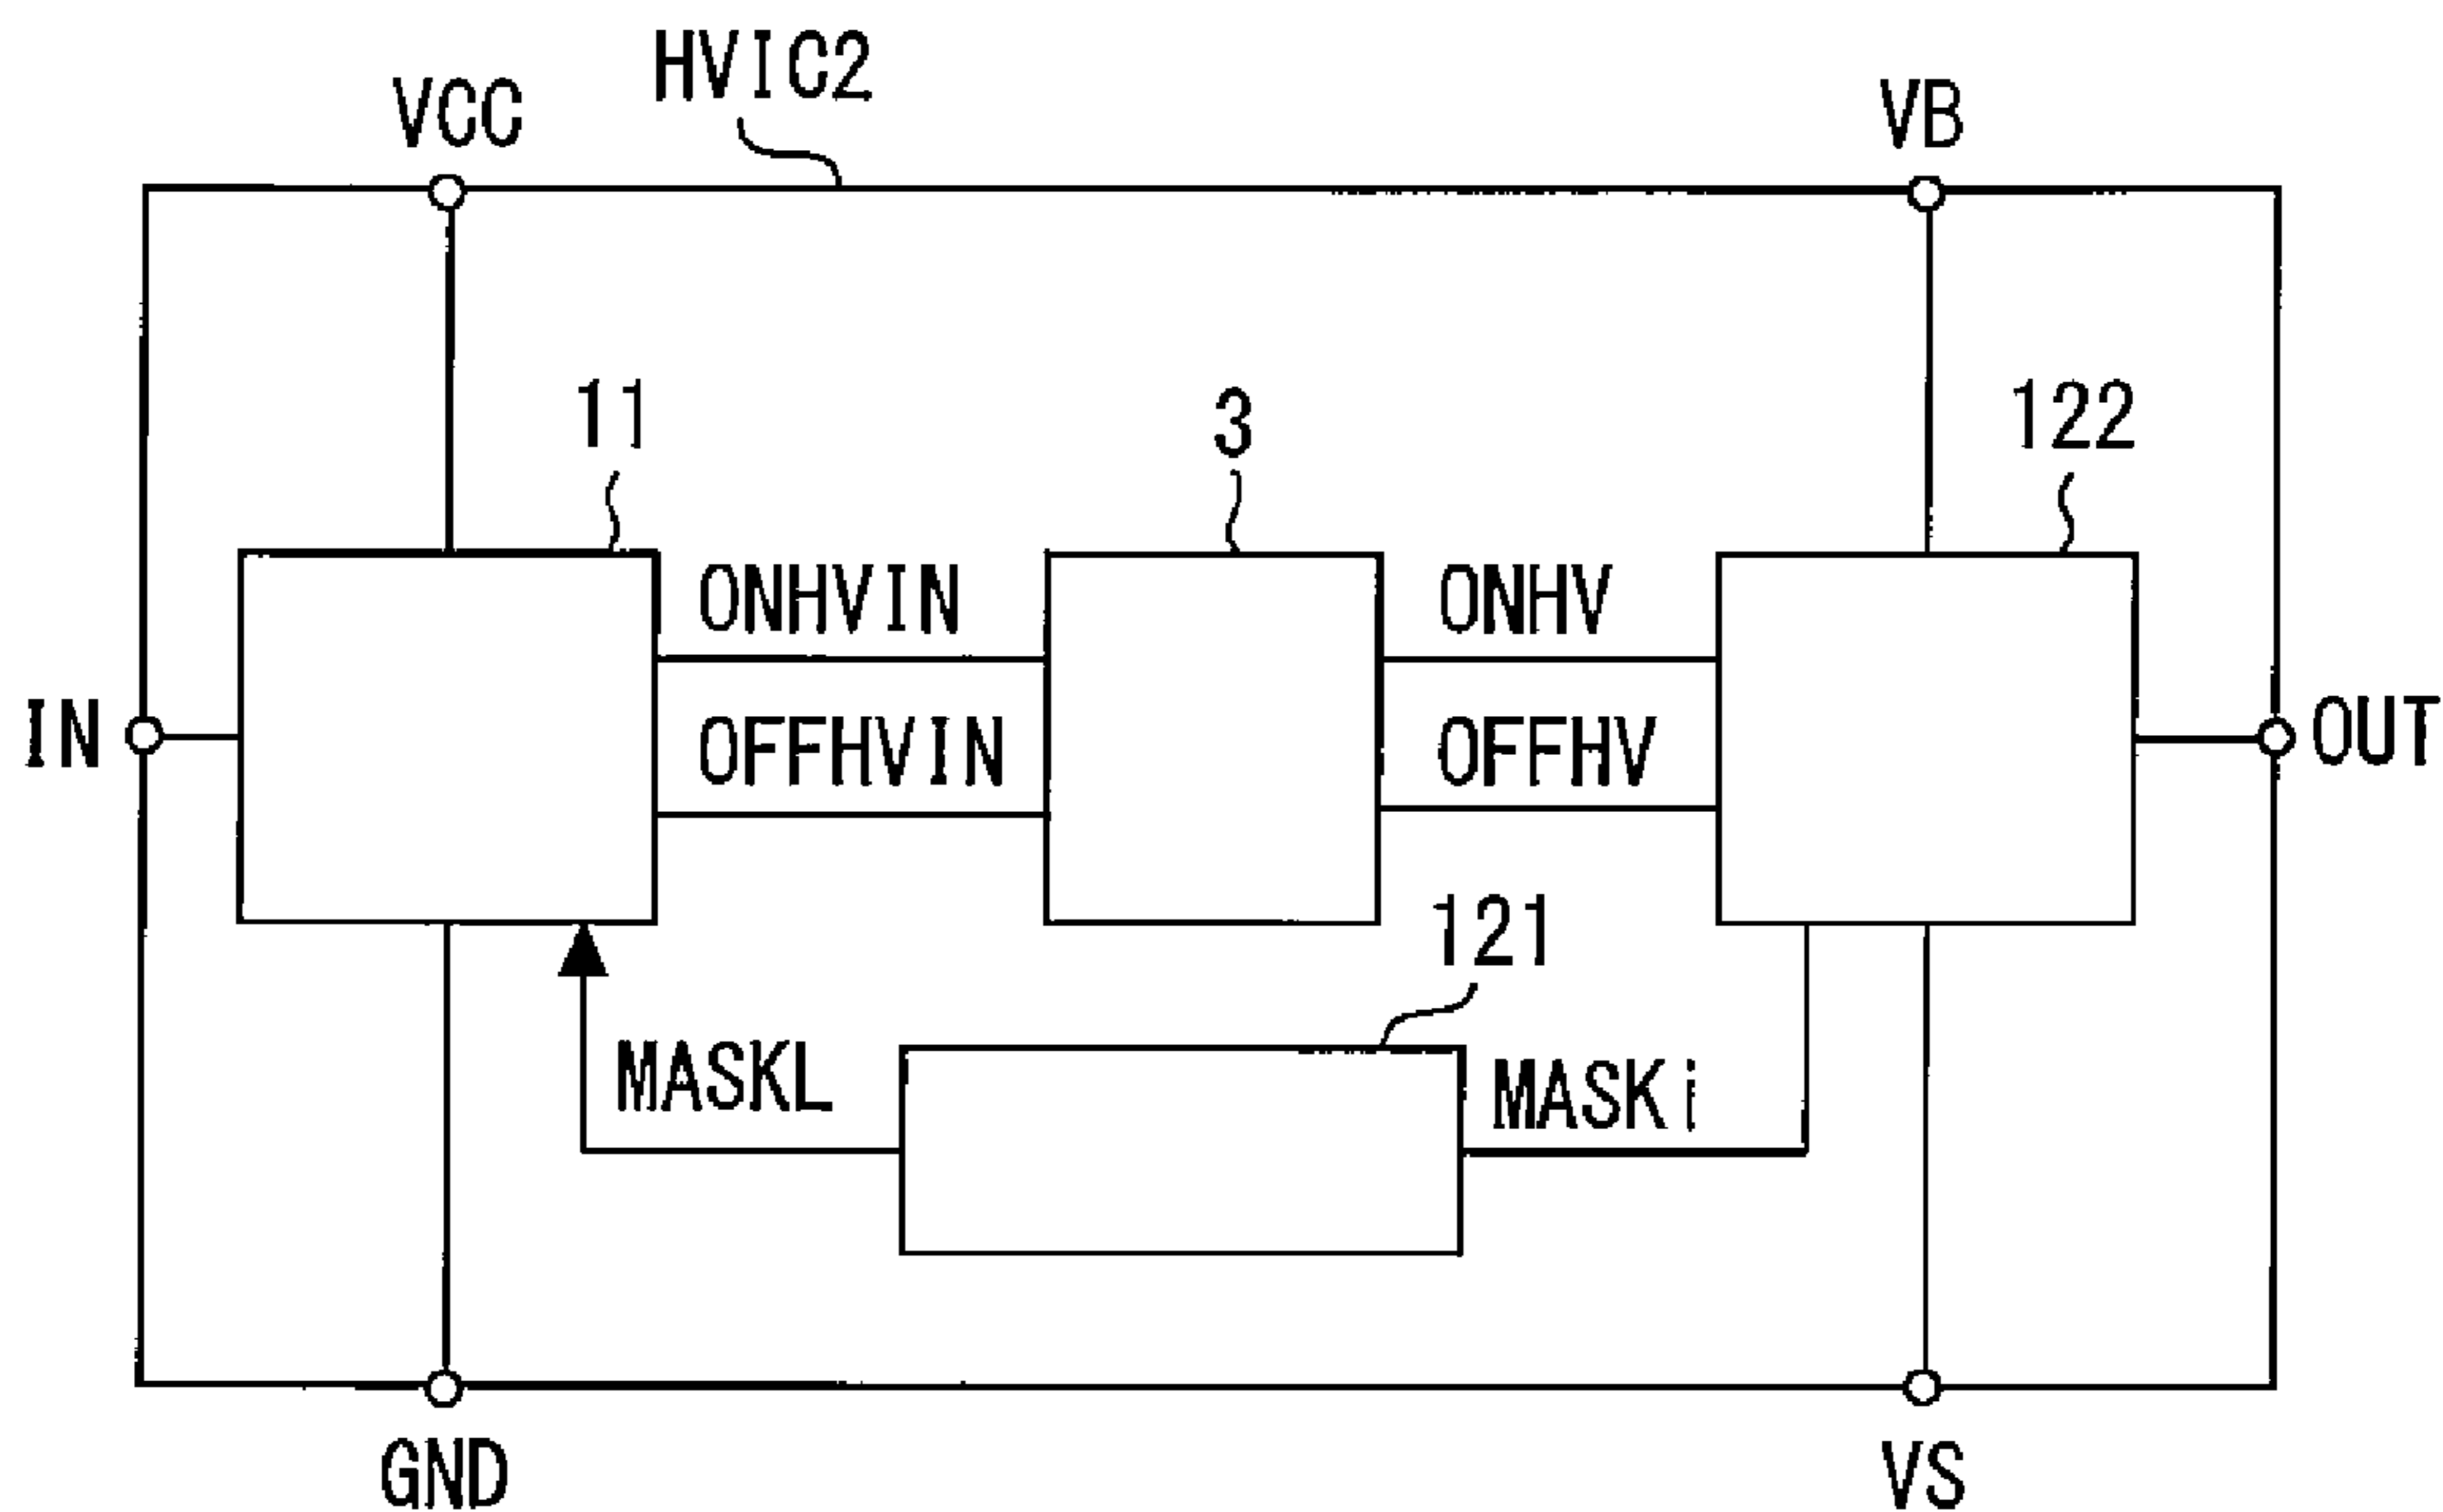 HVIC2
VCC
VB
11
3
122
ONHVIN
ONHV
IN
OFFHVIN
OFFHV
OUT
121
MASKL
MASKi
GND
VS